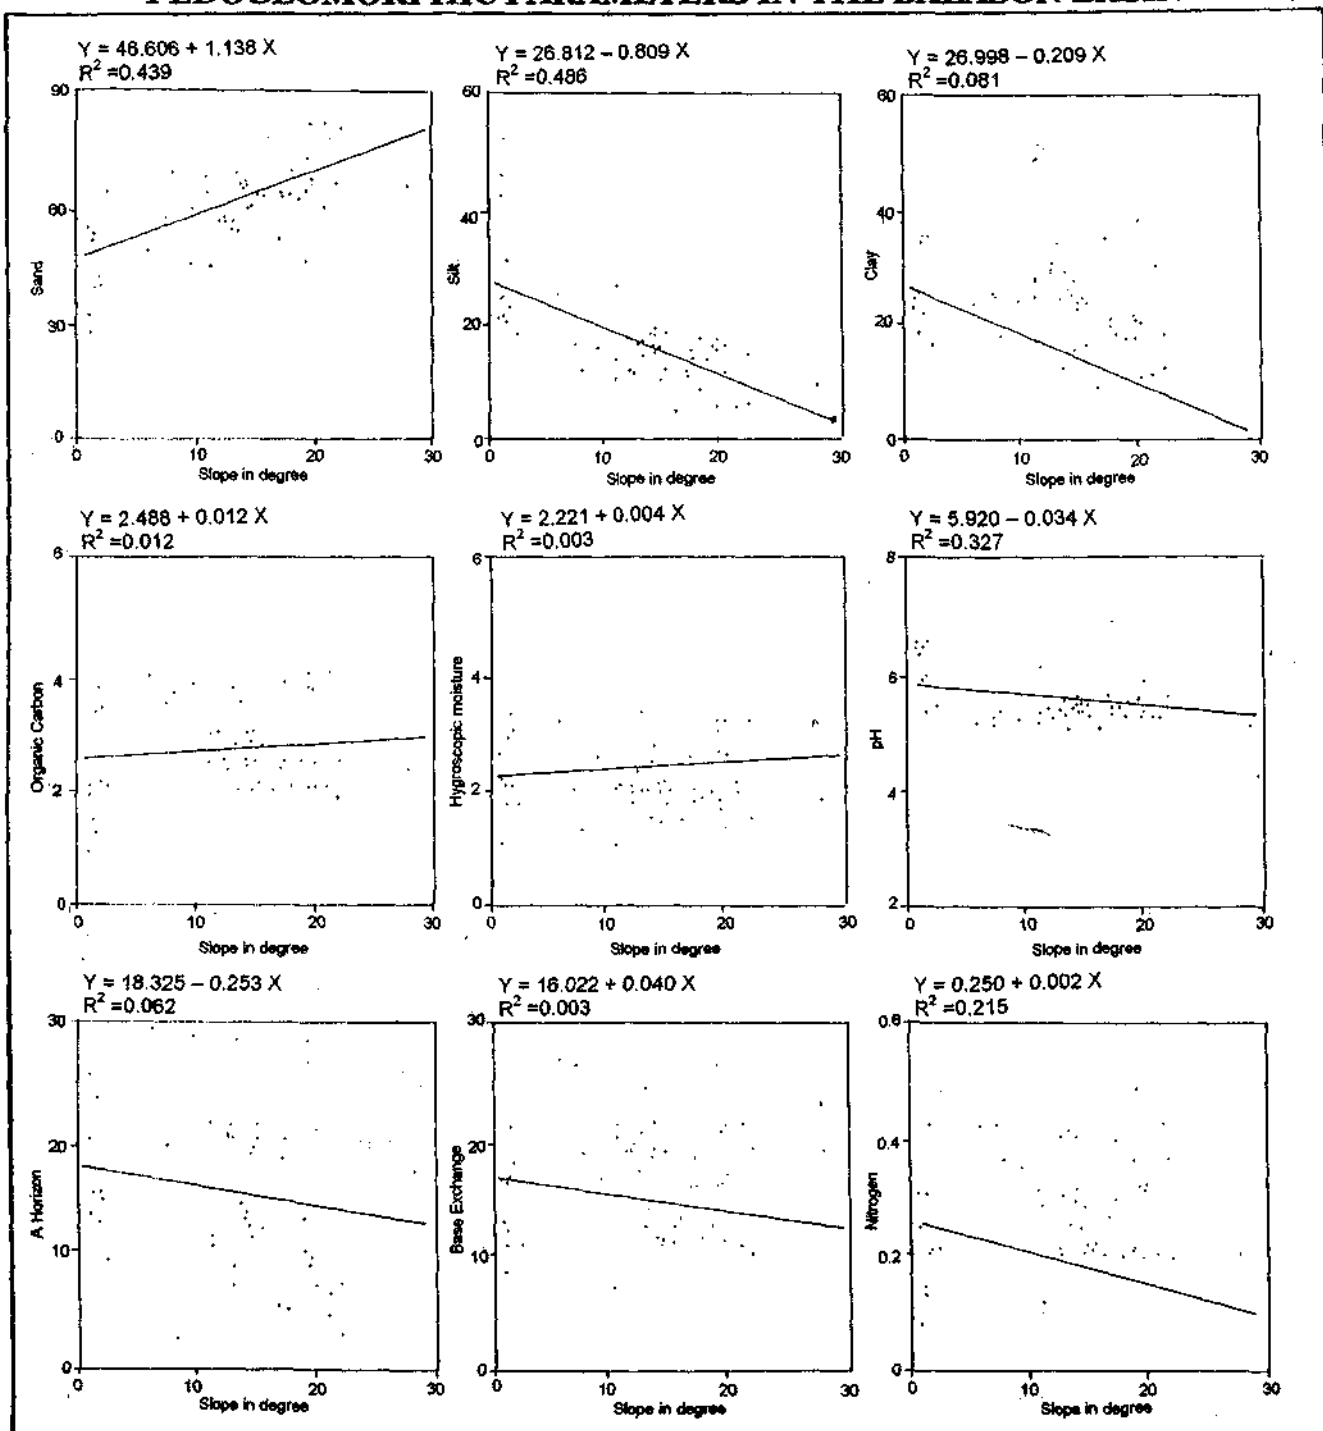 Y = 46.606 + 1.138 X
R² =0.439
90
60
30
0
Sand
0 10 20 30
Slope in degree
Y = 26.812 – 0.809 X
R² =0.486
60
40
20
0
Silt
0 10 20 30
Slope in degree
Y = 26.998 – 0.209 X
R² =0.081
60
40
20
0
Clay
0 10 20 30
Slope in degree
Y = 2.488 + 0.012 X
R² =0.012
6
4
2
0
Organic Carbon
0 10 20 30
Slope in degree
Y = 2.221 + 0.004 X
R² =0.003
6
4
2
0
Hygroscopic moisture
0 10 20 30
Slope in degree
Y = 5.920 – 0.034 X
R² =0.327
8
6
4
2
pH
0 10 20 30
Slope in degree
Y = 18.325 – 0.253 X
R² =0.062
30
20
10
0
A Horizon
0 10 20 30
Slope in degree
Y = 16.022 + 0.040 X
R² =0.003
30
20
10
0
Base Exchange
0 10 20 30
Slope in degree
Y = 0.250 + 0.002 X
R² =0.215
0.6
0.4
0.2
0
Nitrogen
0 10 20 30
Slope in degree